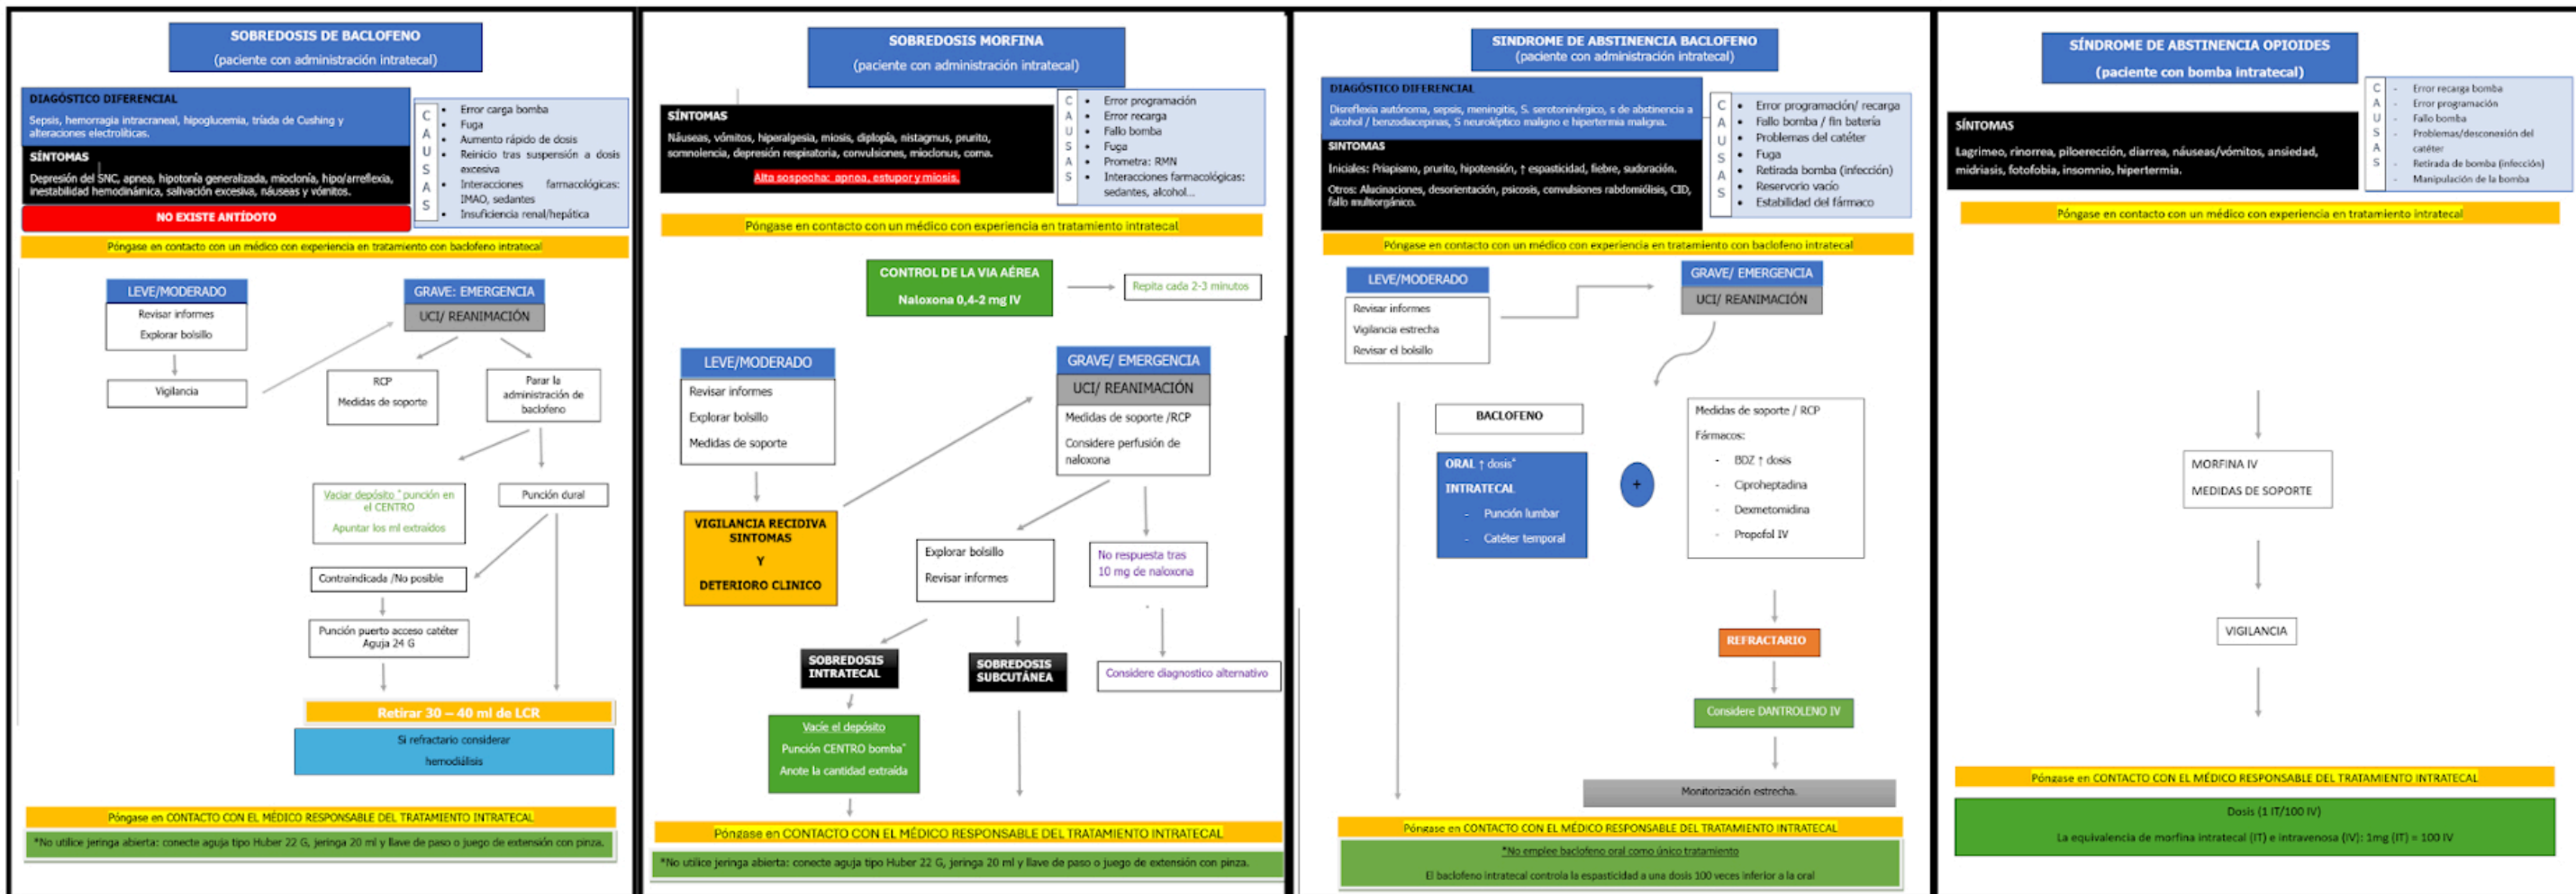 SOBREDOSIS DE BACLOFENO
(paciente con administración intratecal)
DIAGÓSTICO DIFERENCIAL
Sepsis, hemorragia intracraneal, hipoglucemia, tríada de Cushing y
alteraciones electrolíticas.
SÍNTOMAS
Depresión del SNC, apnea, hipotonía generalizada, mioclonía, hipo/arreflexia,
inestabilidad hemodinámica, salivación excesiva, náuseas y vómitos.
NO EXISTE ANTÍDOTO
C
A
U
S
A
S
• Error carga bomba
• Fuga
• Aumento rápido de dosis
• Reinicio tras suspensión a dosis
excesiva
• Interacciones farmacológicas:
IMAO, sedantes
• Insuficiencia renal/hepática
Póngase en contacto con un médico con experiencia en tratamiento con baclofeno intratecal
LEVE/MODERADO
Revisar informes
Explorar bolsillo
Vigilancia
GRAVE: EMERGENCIA
UCI/ REANIMACIÓN
RCP
Medidas de soporte
Parar la
administración de
baclofeno
Vaciar depósito *punción en
el CENTRO
Apuntar los ml extraídos
Punción dural
Contraindicada /No posible
Punción puerto acceso catéter
Aguja 24 G
Retirar 30 – 40 ml de LCR
Si refractario considerar
hemodiálisis
Póngase en CONTACTO CON EL MÉDICO RESPONSABLE DEL TRATAMIENTO INTRATECAL
*No utilice jeringa abierta: conecte aguja tipo Huber 22 G, jeringa 20 ml y llave de paso o juego de extensión con pinza.
SOBREDOSIS MORFINA
(paciente con administración intratecal)
SÍNTOMAS
Náuseas, vómitos, hiperalgesia, miosis, diplopía, nistagmus, prurito,
somnolencia, depresión respiratoria, convulsiones, mioclonus, coma.
Alta sospecha: apnea, estupor y miosis.
C
A
U
S
A
S
• Error programación
• Error recarga
• Fallo bomba
• Fuga
• Prometra: RMN
• Interacciones farmacológicas:
sedantes, alcohol...
Póngase en contacto con un médico con experiencia en tratamiento intratecal
CONTROL DE LA VIA AÉREA
Naloxona 0,4-2 mg IV
Repita cada 2-3 minutos
LEVE/MODERADO
Revisar informes
Explorar bolsillo
Medidas de soporte
GRAVE/ EMERGENCIA
UCI/ REANIMACIÓN
Medidas de soporte /RCP
Considere perfusión de
naloxona
VIGILANCIA RECIDIVA
SINTOMAS
Y
DETERIORO CLINICO
Explorar bolsillo
Revisar informes
No respuesta tras
10 mg de naloxona
SOBREDOSIS
INTRATECAL
SOBREDOSIS
SUBCUTÁNEA
Considere diagnostico alternativo
Vacíe el depósito
Punción CENTRO bomba*
Anote la cantidad extraída
Póngase en CONTACTO CON EL MÉDICO RESPONSABLE DEL TRATAMIENTO INTRATECAL
*No utilice jeringa abierta: conecte aguja tipo Huber 22 G, jeringa 20 ml y llave de paso o juego de extensión con pinza.
SINDROME DE ABSTINENCIA BACLOFENO
(paciente con administración intratecal)
DIAGÓSTICO DIFERENCIAL
Disreflexia autónoma, sepsis, meningitis, S. serotoninérgico, s de abstinencia a
alcohol / benzodiacepinas, S neuroléptico maligno e hipertermia maligna.
SINTOMAS
Iniciales: Priapismo, prurito, hipotensión, ↑ espasticidad, fiebre, sudoración.
Otros: Alucinaciones, desorientación, psicosis, convulsiones rabdomiólisis, CID,
fallo multiorgánico.
C
A
U
S
A
S
• Error programación/ recarga
• Fallo bomba / fin batería
• Problemas del catéter
• Fuga
• Retirada bomba (infección)
• Reservorio vacío
• Estabilidad del fármaco
Póngase en contacto con un médico con experiencia en tratamiento con baclofeno intratecal
LEVE/MODERADO
Revisar informes
Vigilancia estrecha
Revisar el bolsillo
GRAVE/ EMERGENCIA
UCI/ REANIMACIÓN
BACLOFENO
ORAL ↑ dosis*
INTRATECAL
- Punción lumbar
- Catéter temporal
+
Medidas de soporte / RCP
Fármacos:
- BDZ ↑ dosis
- Ciproheptadina
- Dexmetomidina
- Propofol IV
REFRACTARIO
Considere DANTROLENO IV
Monitorización estrecha.
Póngase en CONTACTO CON EL MÉDICO RESPONSABLE DEL TRATAMIENTO INTRATECAL
*No emplee baclofeno oral como único tratamiento
El baclofeno intratecal controla la espasticidad a una dosis 100 veces inferior a la oral
SÍNDROME DE ABSTINENCIA OPIOIDES
(paciente con bomba intratecal)
SÍNTOMAS
Lagrimeo, rinorrea, piloerección, diarrea, náuseas/vómitos, ansiedad,
midriasis, fotofobia, insomnio, hipertermia.
C
A
U
S
A
S
- Error recarga bomba
- Error programación
- Fallo bomba
- Problemas/desconexión del
catéter
- Retirada de bomba (infección)
- Manipulación de la bomba
Póngase en contacto con un médico con experiencia en tratamiento intratecal
MORFINA IV
MEDIDAS DE SOPORTE
VIGILANCIA
Póngase en CONTACTO CON EL MÉDICO RESPONSABLE DEL TRATAMIENTO INTRATECAL
Dosis (1 IT/100 IV)
La equivalencia de morfina intratecal (IT) e intravenosa (IV): 1mg (IT) = 100 IV